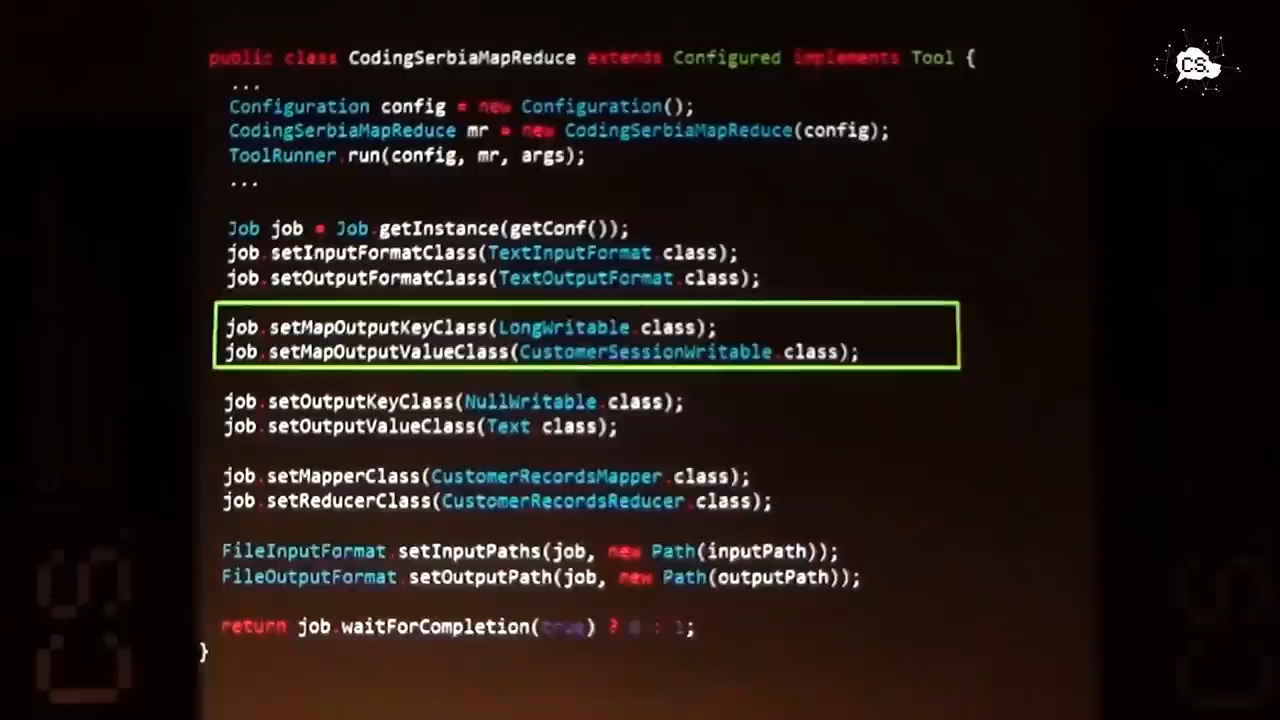 public class CodingSerbiaMapReduce extends Configured implements Tool {
...
Configuration config = new Configuration();
CodingSerbiaMapReduce mr = new CodingSerbiaMapReduce(config);
ToolRunner.run(config, mr, args);
...
Job job = Job.getInstance(getConf());
job.setInputFormatClass(TextInputFormat.class);
job.setOutputFormatClass(TextOutputFormat.class);
job.setMapOutputKeyClass(LongWritable.class);
job.setMapOutputValueClass(CustomerSessionWritable.class);
job.setOutputKeyClass(NullWritable.class);
job.setOutputValueClass(Text.class);
job.setMapperClass(CustomerRecordsMapper.class);
job.setReducerClass(CustomerRecordsReducer.class);
FileInputFormat.setInputPaths(job, new Path(inputPath));
FileOutputFormat.setOutputPath(job, new Path(outputPath));
return job.waitForCompletion(true) ? 0 : 1;
}
CS.
CS.
CS